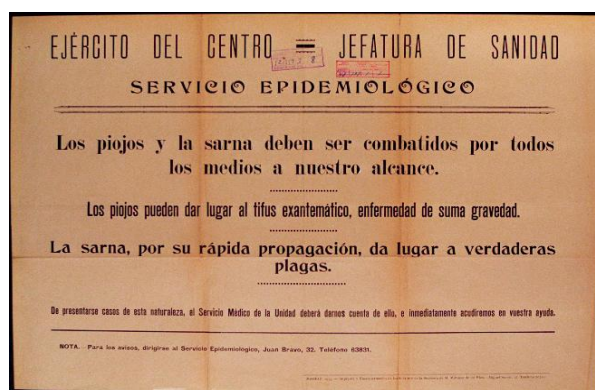 EJÉRCITO DEL CENTRO = JEFATURA DE SANIDAD
SERVICIO EPIDEMIOLÓGICO
Los piojos y la sarna deben ser combatidos por todos
los medios a nuestro alcance.
Los piojos pueden dar lugar al tifus exantemático, enfermedad de suma gravedad.
La sarna, por su rápida propagación, da lugar a verdaderas
plagas.
De presentarse casos de esta naturaleza, el Servicio Médico de la Unidad deberá darnos cuenta de ello, e inmediatamente acudiremos en vuestra ayuda.
NOTA. Para los avisos, dirigirse al Servicio Epidemiológico, Juan Bravo, 32. Teléfono 63831.